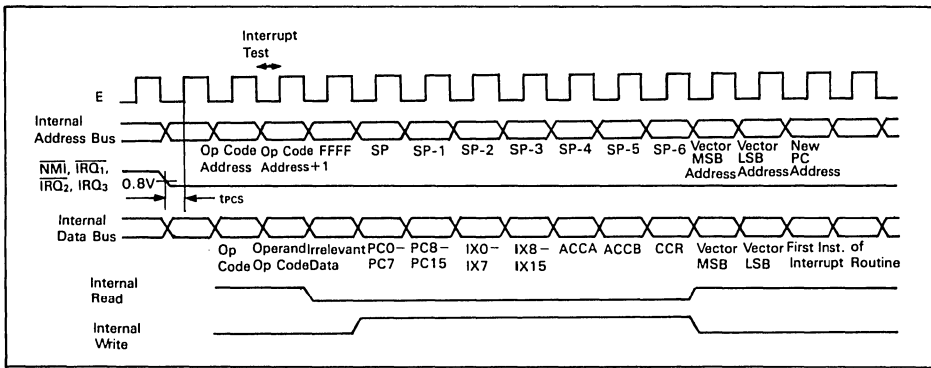 Interrupt
Test
E
Internal
Address Bus
Op Code Address
Op Code Address+1
FFFF
SP
SP-1
SP-2
SP-3
SP-4
SP-5
SP-6
Vector MSB Address
Vector LSB Address
New PC Address
NMI, IRQ1,
IRQ2, IRQ3
0.8V
tPCS
Internal
Data Bus
Op Code
Operand Op Code
Irrelevant Data
PC0– PC7
PC8– PC15
IX0– IX7
IX8– IX15
ACCA
ACCB
CCR
Vector MSB
Vector LSB
First Inst. of
Interrupt Routine
Internal
Read
Internal
Write